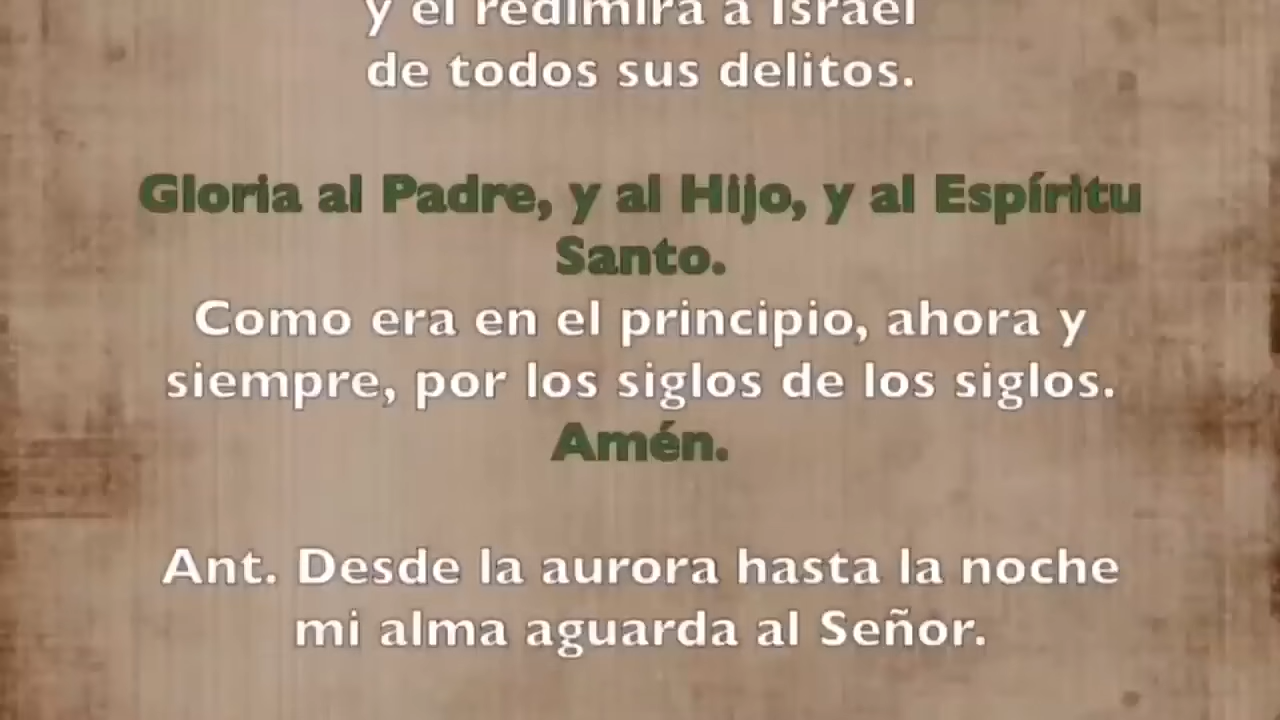 y él redimirá a Israel
de todos sus delitos.
Gloria al Padre, y al Hijo, y al Espíritu
Santo.
Como era en el principio, ahora y
siempre, por los siglos de los siglos.
Amén.
Ant. Desde la aurora hasta la noche
mi alma aguarda al Señor.